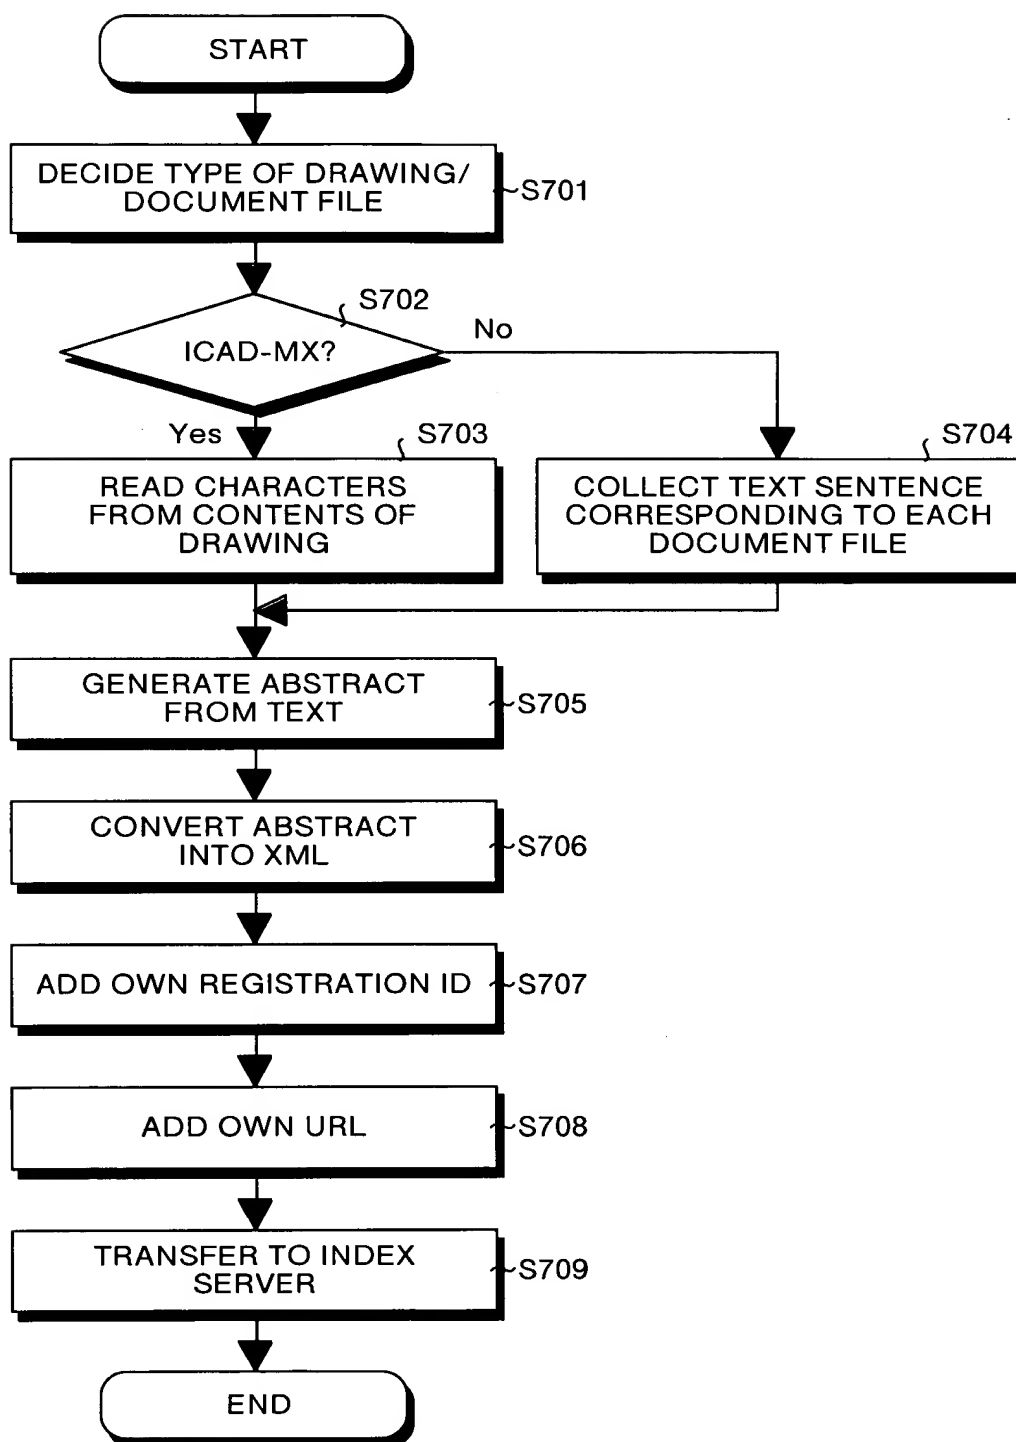 START
DECIDE TYPE OF DRAWING/
DOCUMENT FILE
S701
S702
ICAD-MX?
No
Yes
S703
READ CHARACTERS
FROM CONTENTS OF
DRAWING
S704
COLLECT TEXT SENTENCE
CORRESPONDING TO EACH
DOCUMENT FILE
GENERATE ABSTRACT
FROM TEXT
S705
CONVERT ABSTRACT
INTO XML
S706
ADD OWN REGISTRATION ID
S707
ADD OWN URL
S708
TRANSFER TO INDEX
SERVER
S709
END